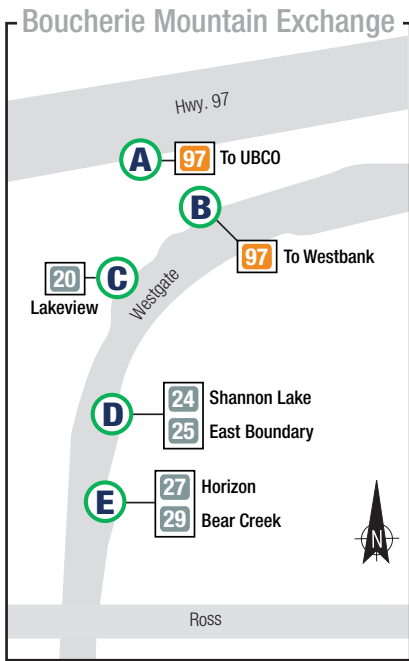 Boucherie Mountain Exchange
Hwy. 97
A 97 To UBCO
B
97 To Westbank
20 C
Lakeview
Westgate
D 24 Shannon Lake
25 East Boundary
E 27 Horizon
29 Bear Creek
N
Ross